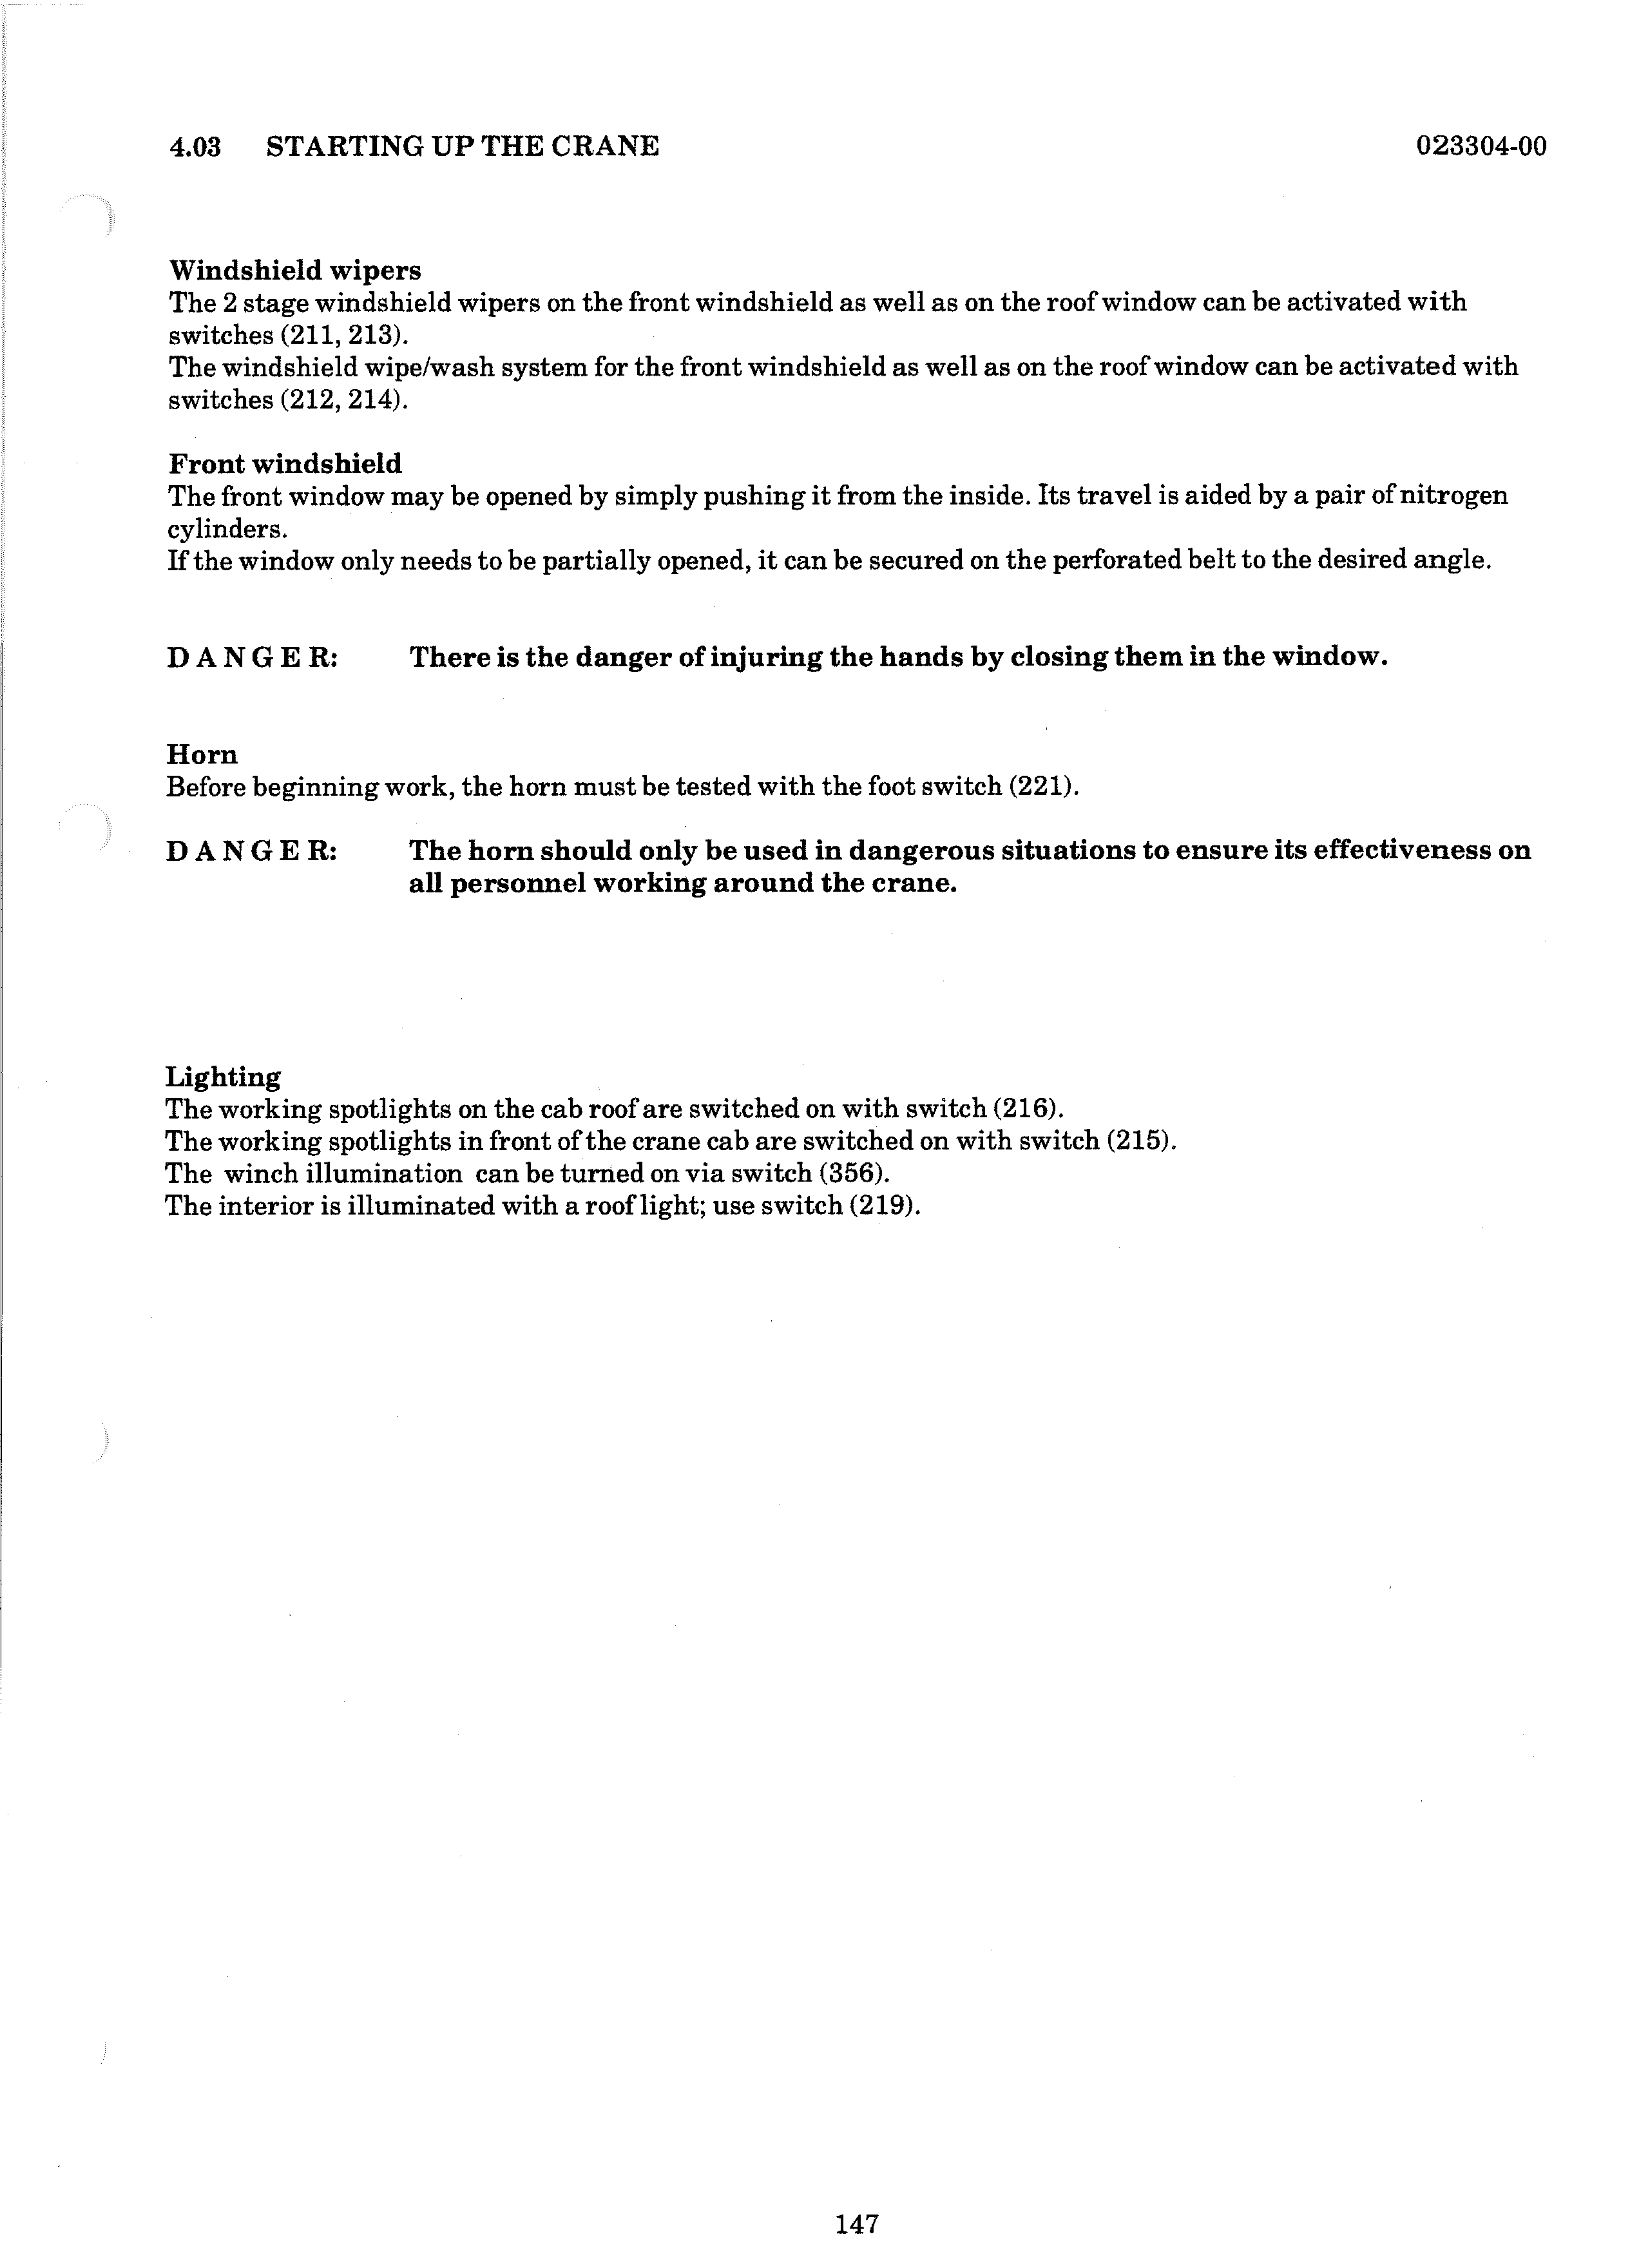 4.03 STARTING UP THE CRANE 023304-00
Windshield wipers
The 2 stage windshield wipers on the front windshield as well as on the roof window can be activated with
switches (211, 213).
The windshield wipe/wash system for the front windshield as well as on the roof window can be activated with
switches (212, 214).
Front windshield
The front window may be opened by simply pushing it from the inside. Its travel is aided by a pair of nitrogen
cylinders.
If the window only needs to be partially opened, it can be secured on the perforated belt to the desired angle.
D A N G E R: There is the danger of injuring the hands by closing them in the window.
Horn
Before beginning work, the horn must be tested with the foot switch (221).
D A N G E R: The horn should only be used in dangerous situations to ensure its effectiveness on
all personnel working around the crane.
Lighting
The working spotlights on the cab roof are switched on with switch (216).
The working spotlights in front of the crane cab are switched on with switch (215).
The winch illumination can be turned on via switch (356).
The interior is illuminated with a roof light; use switch (219).
147